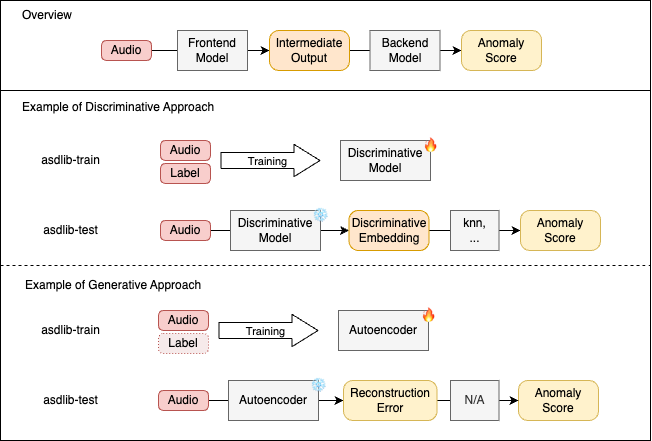 Overview
Audio
Frontend
Model
Intermediate
Output
Backend
Model
Anomaly
Score
Example of Discriminative Approach
asdlib-train
Audio
Label
Training
Discriminative
Model
asdlib-test
Audio
Discriminative
Model
Discriminative
Embedding
knn,
...
Anomaly
Score
Example of Generative Approach
asdlib-train
Audio
Label
Training
Autoencoder
asdlib-test
Audio
Autoencoder
Reconstruction
Error
N/A
Anomaly
Score